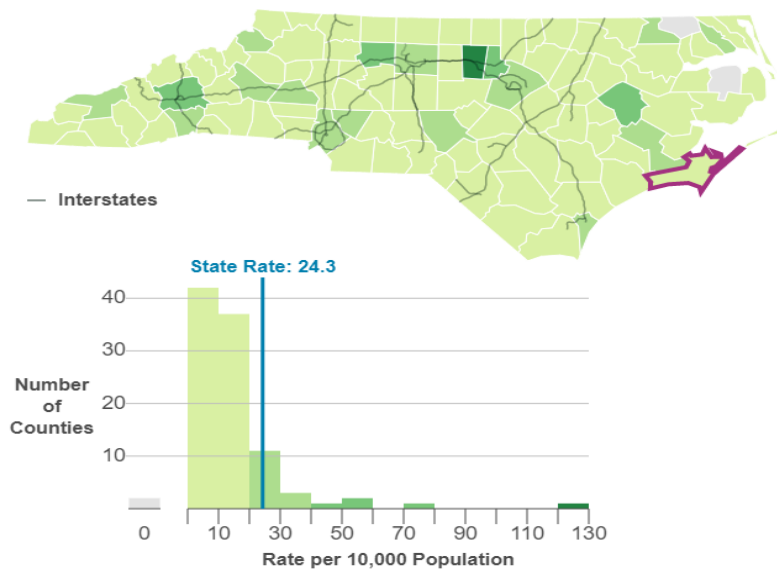 — Interstates
State Rate: 24.3
40
30
20
10
Number
of
Counties
0 10 30 50 70 90 110 130
Rate per 10,000 Population